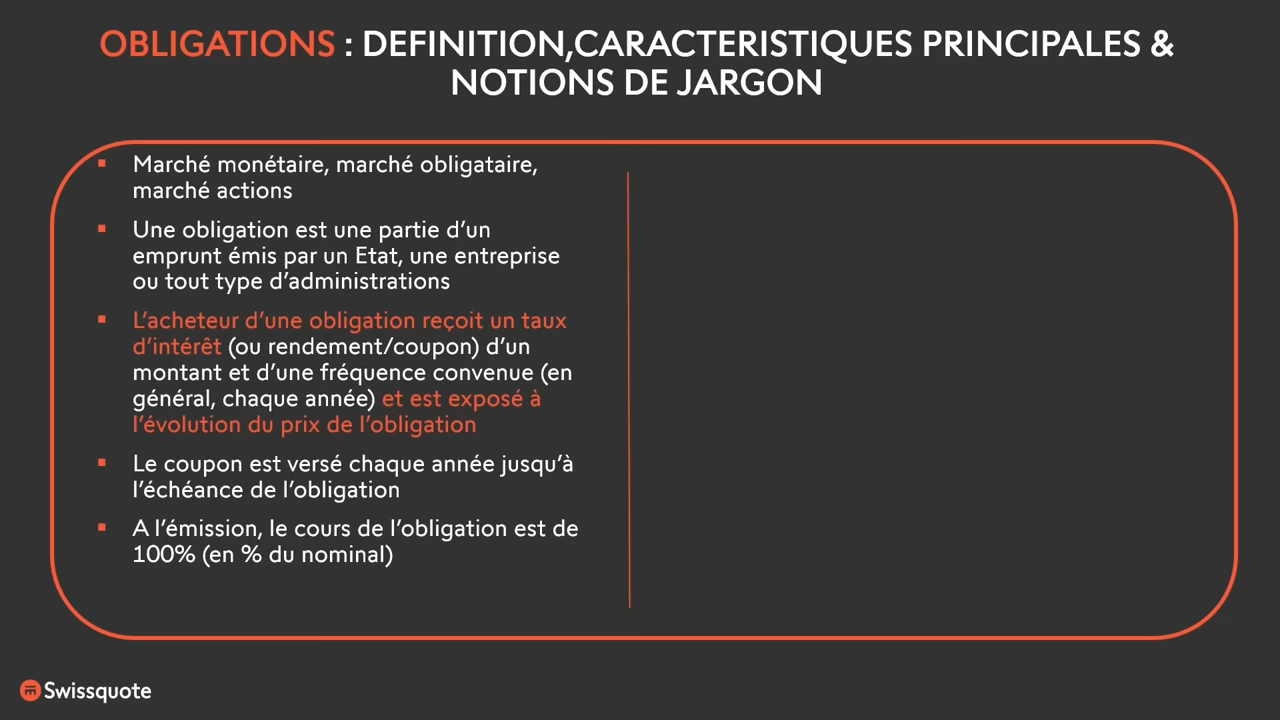 OBLIGATIONS : DEFINITION,CARACTERISTIQUES PRINCIPALES &
NOTIONS DE JARGON
▪ Marché monétaire, marché obligataire,
marché actions
▪ Une obligation est une partie d'un
emprunt émis par un Etat, une entreprise
ou tout type d'administrations
▪ L'acheteur d'une obligation reçoit un taux
d'intérêt (ou rendement/coupon) d'un
montant et d'une fréquence convenue (en
général, chaque année) et est exposé à
l'évolution du prix de l'obligation
▪ Le coupon est versé chaque année jusqu'à
l'échéance de l'obligation
▪ A l'émission, le cours de l'obligation est de
100% (en % du nominal)
Swissquote